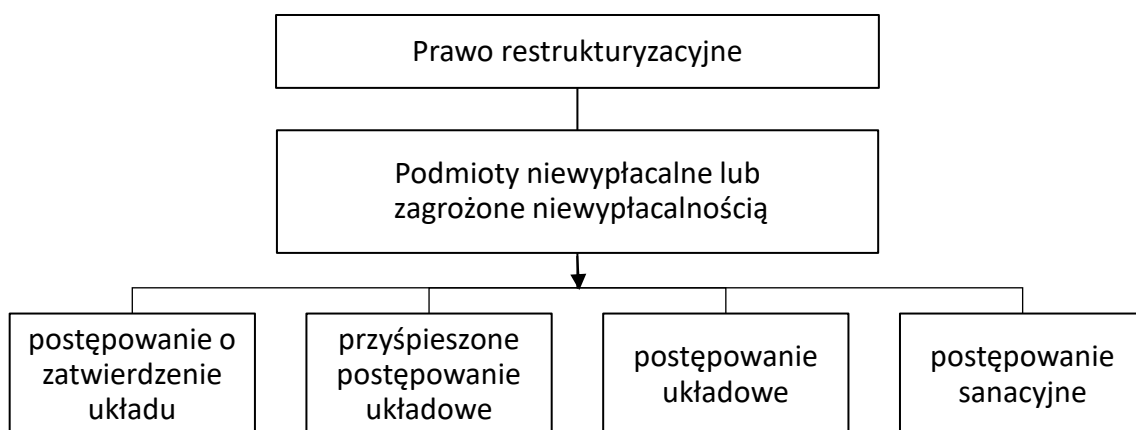 Prawo restrukturyzacyjne
Podmioty niewypłacalne lub
zagrożone niewypłacalnością
postępowanie o
zatwierdzenie
układu
przyśpieszone
postępowanie
układowe
postępowanie
układowe
postępowanie
sanacyjne